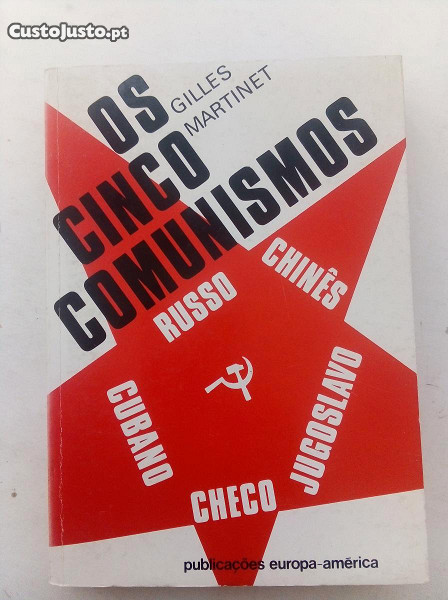 CustoJusto.pt
OS
CINCO
COMUNISMOS
GILLES
MARTINET
RUSSO
CHINÊS
CUBANO
JUGOSLAVO
CHECO
publicações europa-américa